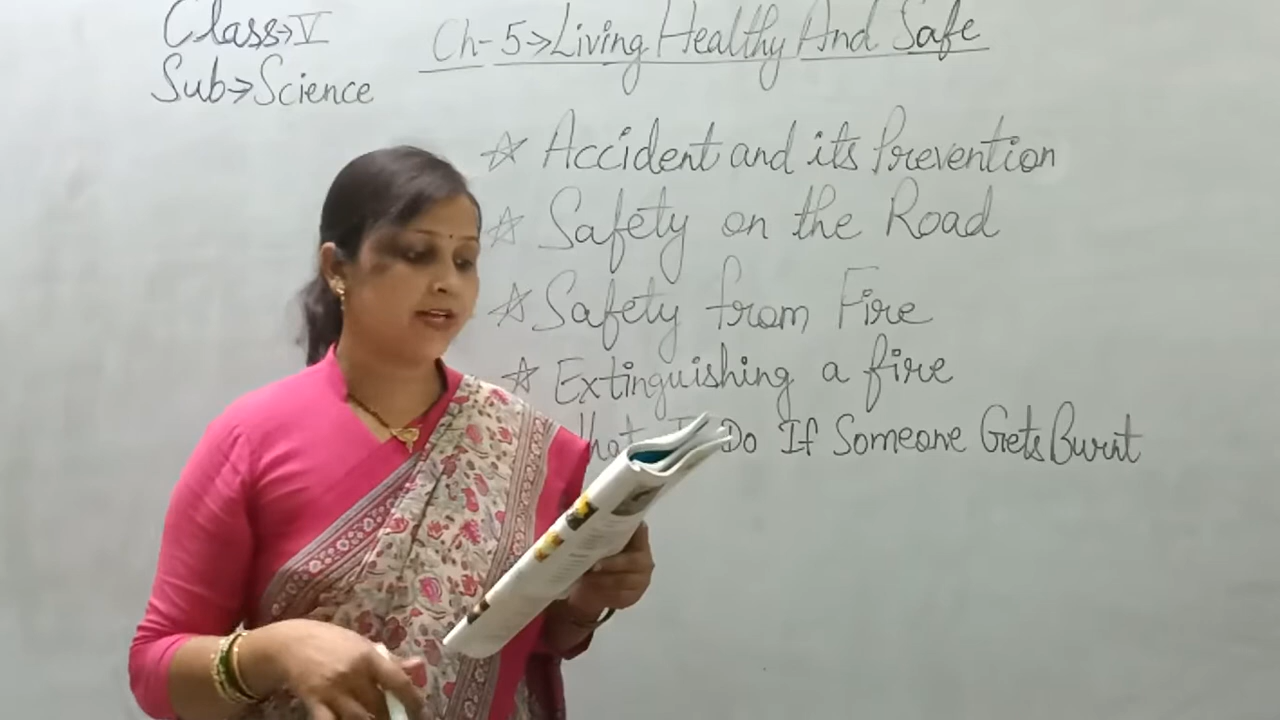 Class→V
Sub→Science
Ch-5→Living Healthy And Safe
☆ Accident and its Prevention
☆ Safety on the Road
☆ Safety from Fire
☆ Extinguishing a fire
Do If Someone Gets Burnt